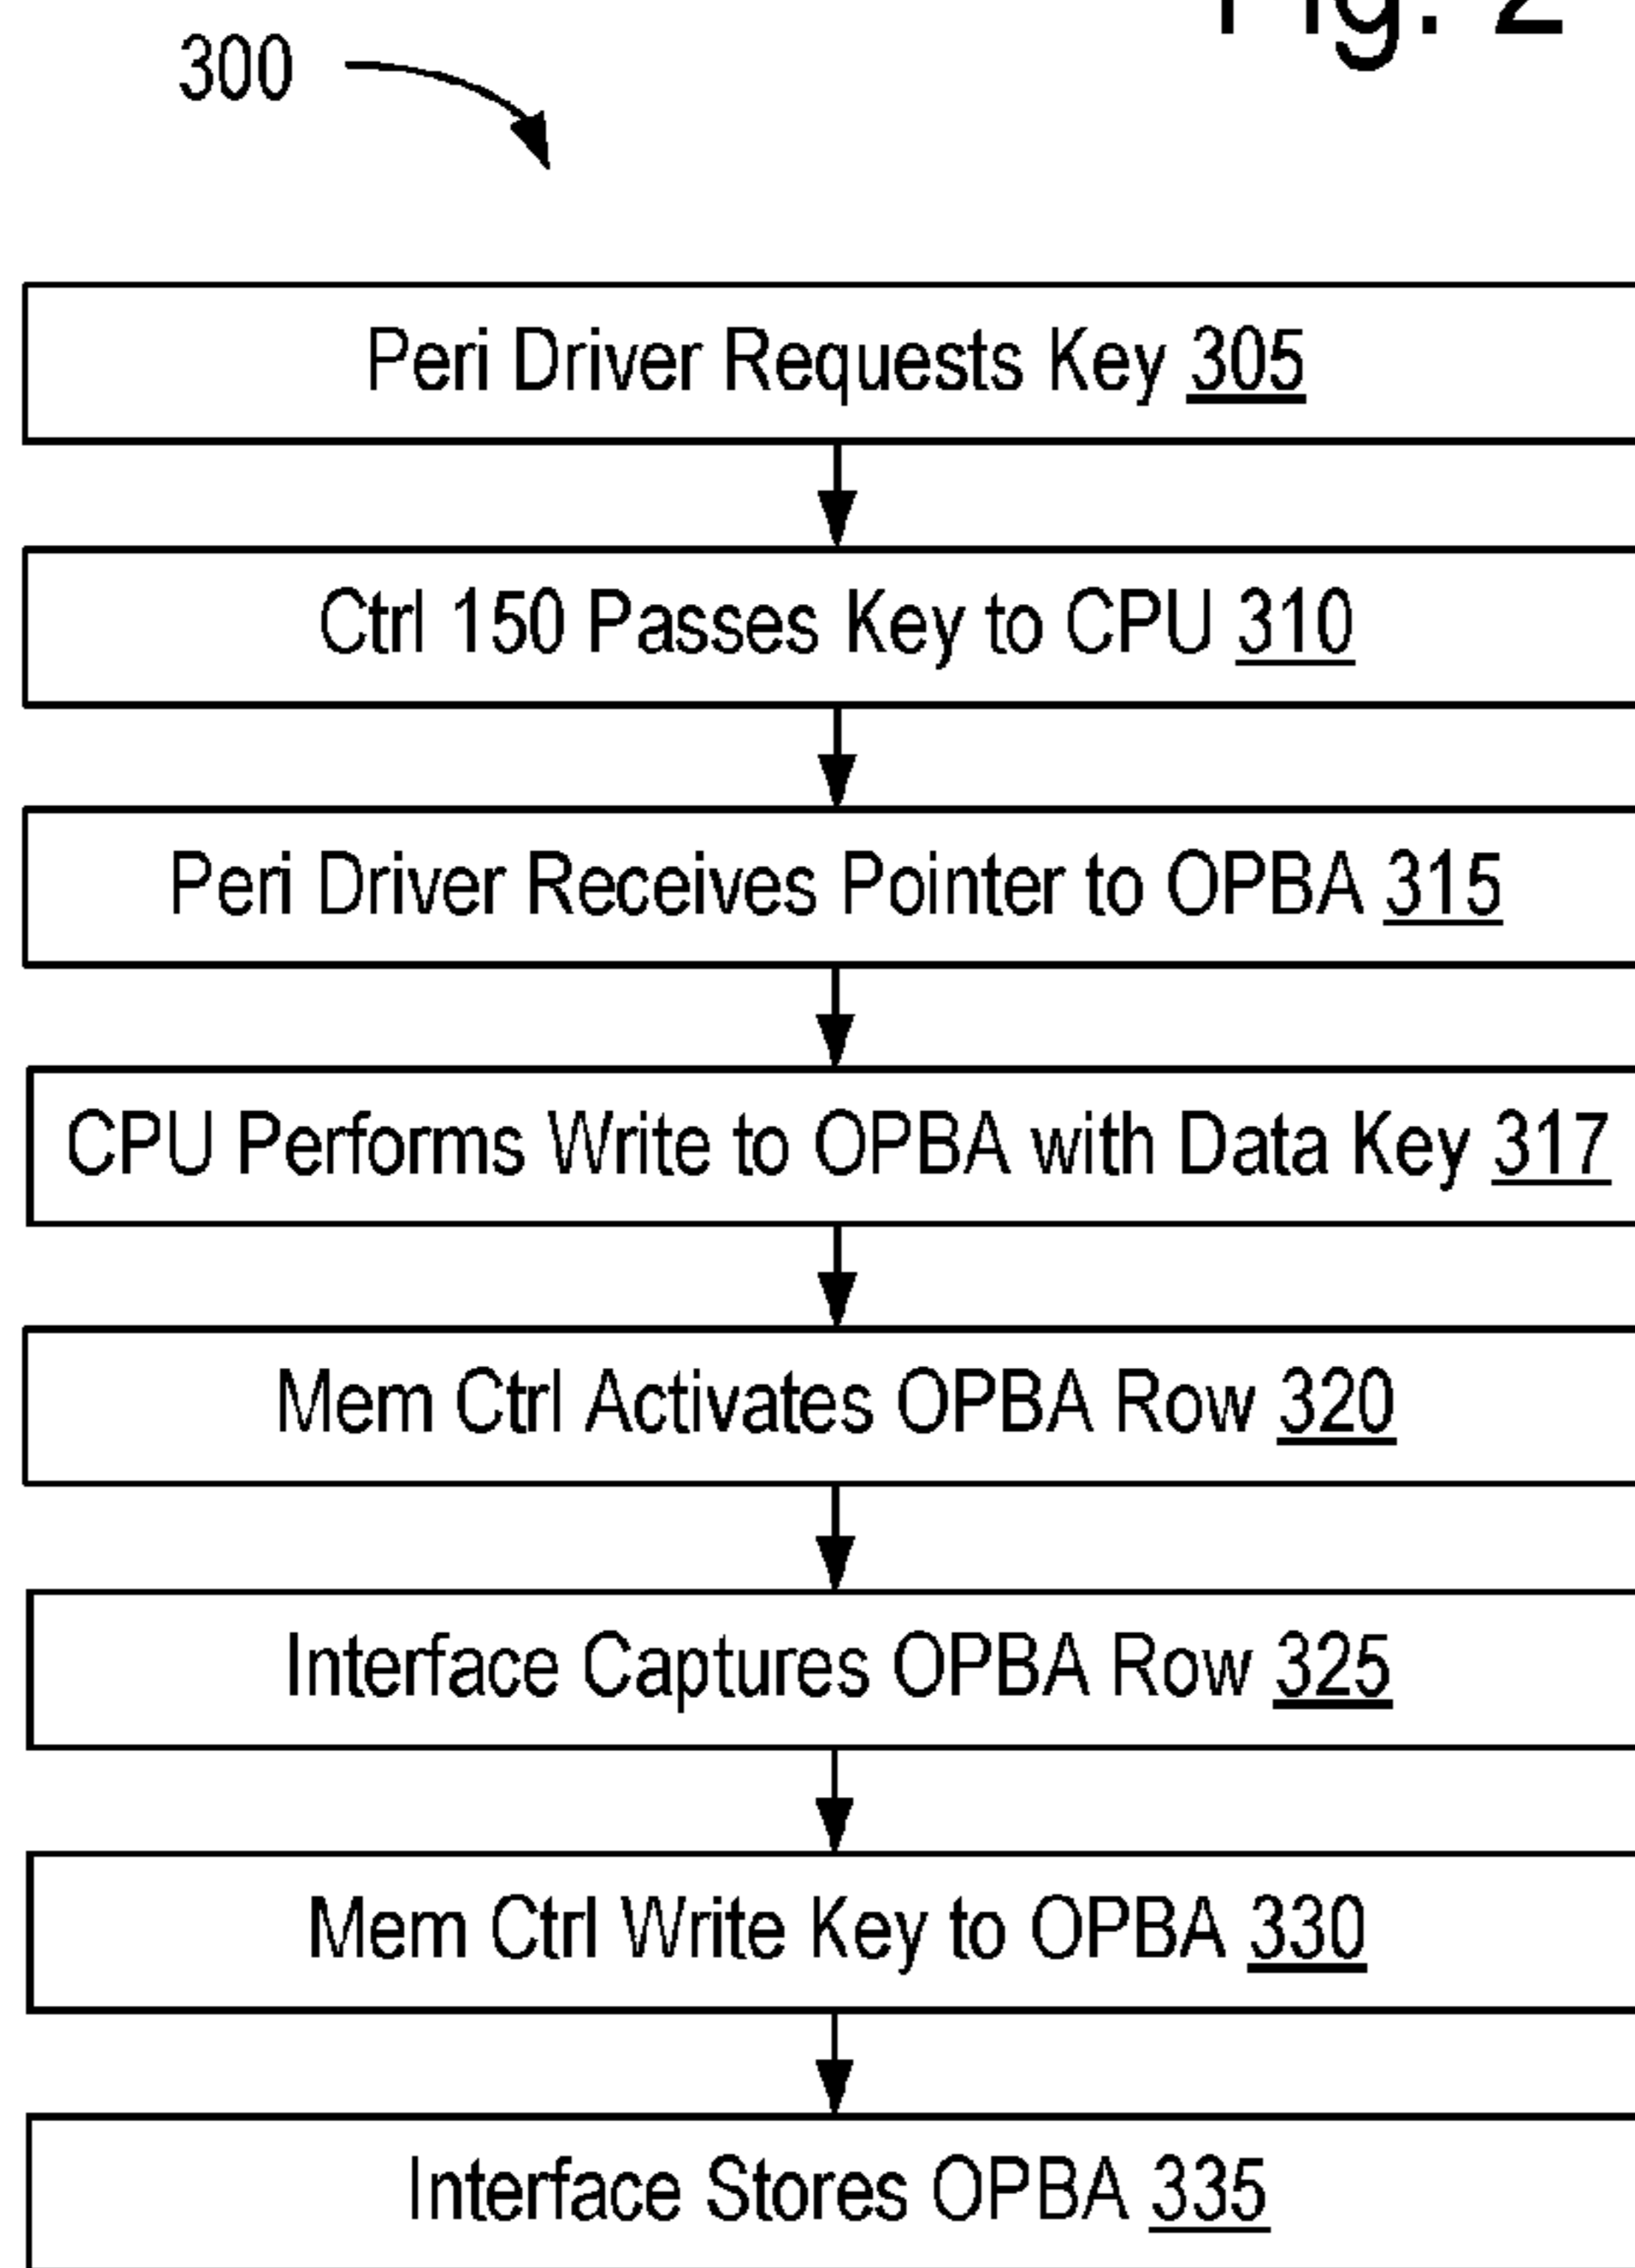 Fig. 2
300
Peri Driver Requests Key 305
Ctrl 150 Passes Key to CPU 310
Peri Driver Receives Pointer to OPBA 315
CPU Performs Write to OPBA with Data Key 317
Mem Ctrl Activates OPBA Row 320
Interface Captures OPBA Row 325
Mem Ctrl Write Key to OPBA 330
Interface Stores OPBA 335